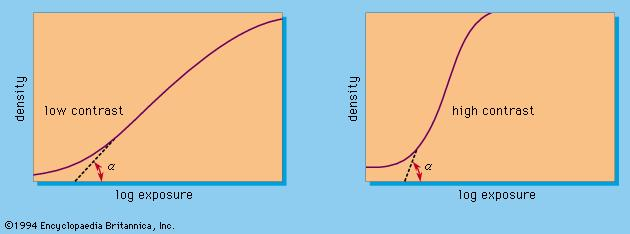 density
low contrast
α
log exposure
density
high contrast
α
log exposure
©1994 Encyclopaedia Britannica, Inc.